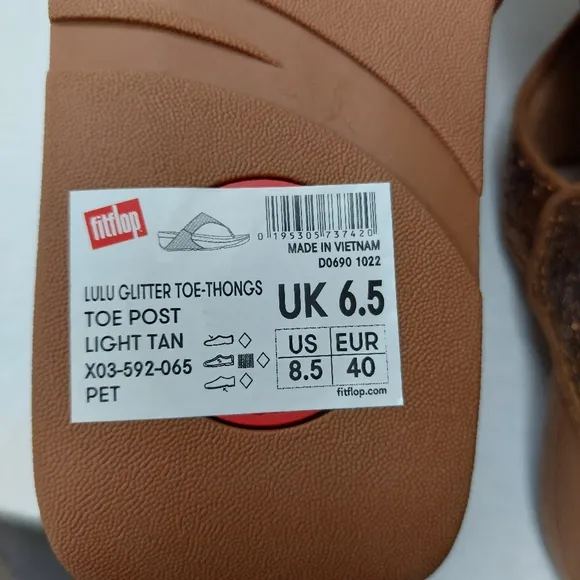 fitflop
0 195305 737420
MADE IN VIETNAM
D0690 1022
LULU GLITTER TOE-THONGS
TOE POST
LIGHT TAN
X03-592-065
PET
UK 6.5
US EUR
8.5 40
fitflop.com